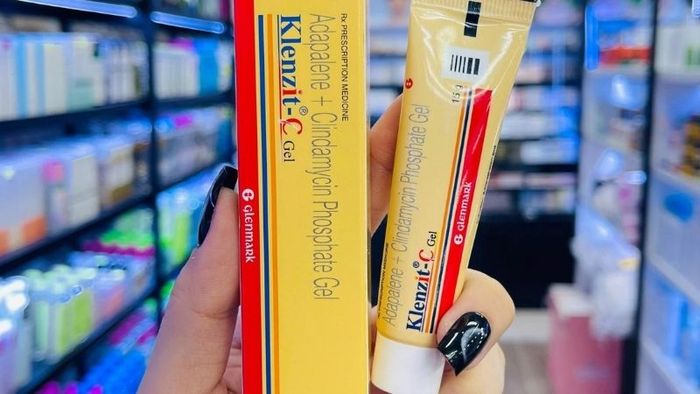 Rx PRESCRIPTION MEDICINE
Adapalene + Clindamycin Phosphate Gel
Klenzit®-C Gel
G GLENMARK
Adapalene + Clindamycin Phosphate Gel
Klenzit®-C Gel
G GLENMARK